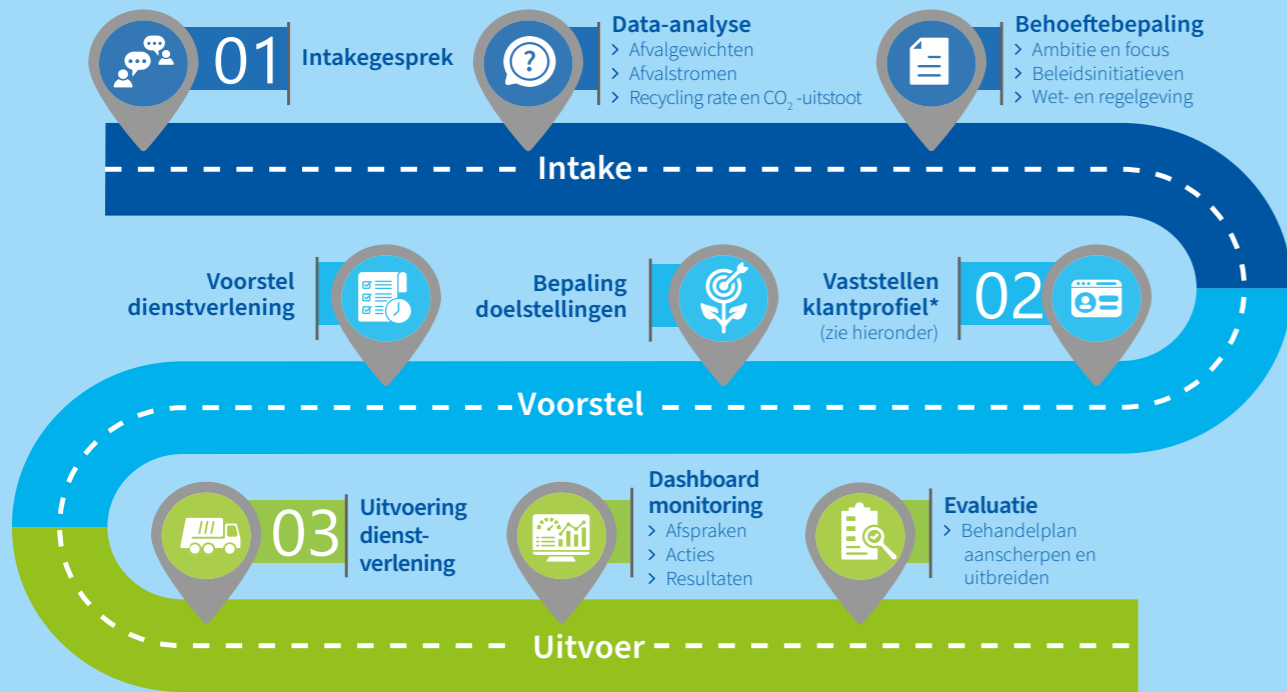 01
Intakegesprek
Data-analyse
> Afvalgewichten
> Afvalstromen
> Recycling rate en CO₂ -uitstoot
?
Behoeftebepaling
> Ambitie en focus
> Beleidsinitiatieven
> Wet- en regelgeving
Intake
Vaststellen
klantprofiel*
(zie hieronder)
02
Bepaling
doelstellingen
Voorstel
dienstverlening
Voorstel
03
Uitvoering
dienst-
verlening
Dashboard
monitoring
> Afspraken
> Acties
> Resultaten
Evaluatie
> Behandelplan
aanscherpen en
uitbreiden
Uitvoer